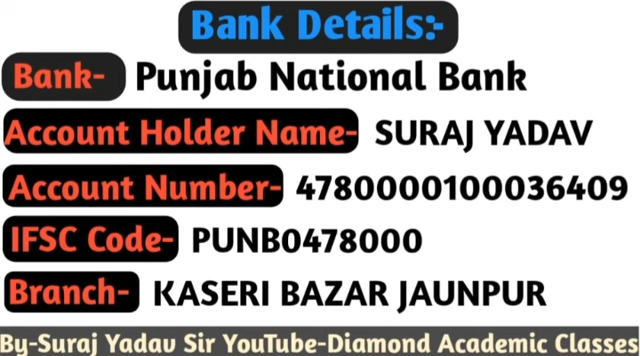 Bank Details:-
Bank- Punjab National Bank
Account Holder Name- SURAJ YADAV
Account Number- 4780000100036409
IFSC Code- PUNB0478000
Branch- KASERI BAZAR JAUNPUR
By-Suraj Yadav Sir YouTube-Diamond Academic Classes